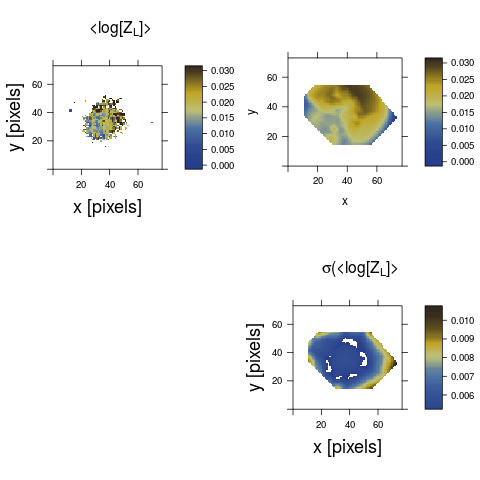 <log[Z_L]>
y [pixels]
60
40
20
20 40 60
x [pixels]
0.030
0.025
0.020
0.015
0.010
0.005
0.000
y
60
40
20
20 40 60
x
0.030
0.025
0.020
0.015
0.010
0.005
0.000
σ(<log[Z_L]>
y [pixels]
60
40
20
20 40 60
x [pixels]
0.010
0.009
0.008
0.007
0.006